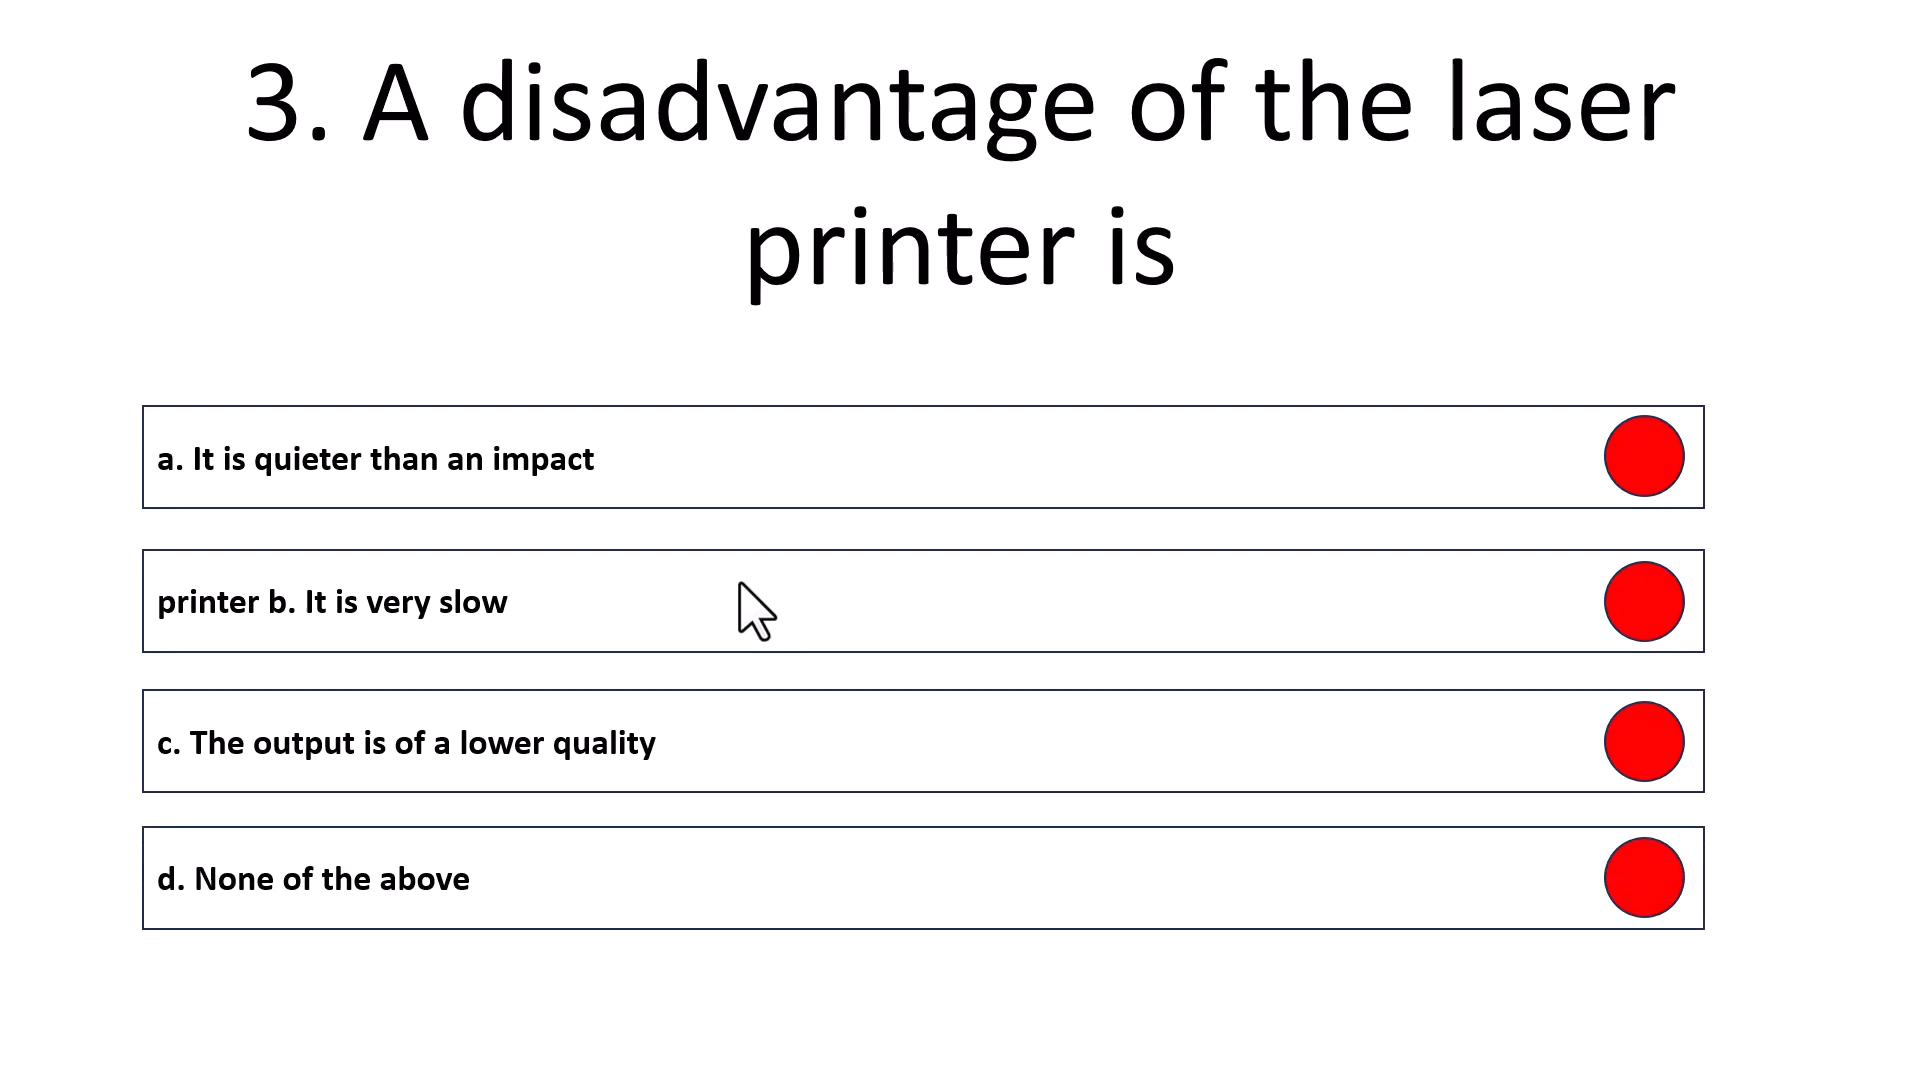 3. A disadvantage of the laser
printer is
a. It is quieter than an impact
printer b. It is very slow
c. The output is of a lower quality
d. None of the above